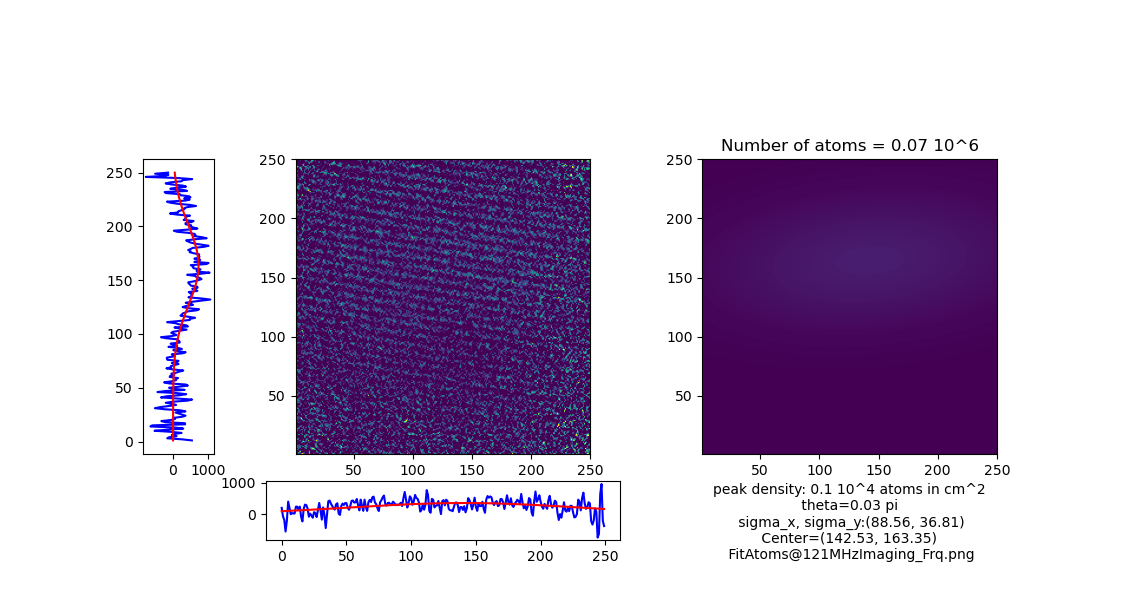 Number of atoms = 0.07 10^6
250
200
150
100
50
0
0 1000
250
200
150
100
50
50 100 150 200 250
250
200
150
100
50
50 100 150 200 250
1000
0
0 50 100 150 200 250
peak density: 0.1 10^4 atoms in cm^2
theta=0.03 pi
sigma_x, sigma_y:(88.56, 36.81)
Center=(142.53, 163.35)
FitAtoms@121MHzImaging_Frq.png